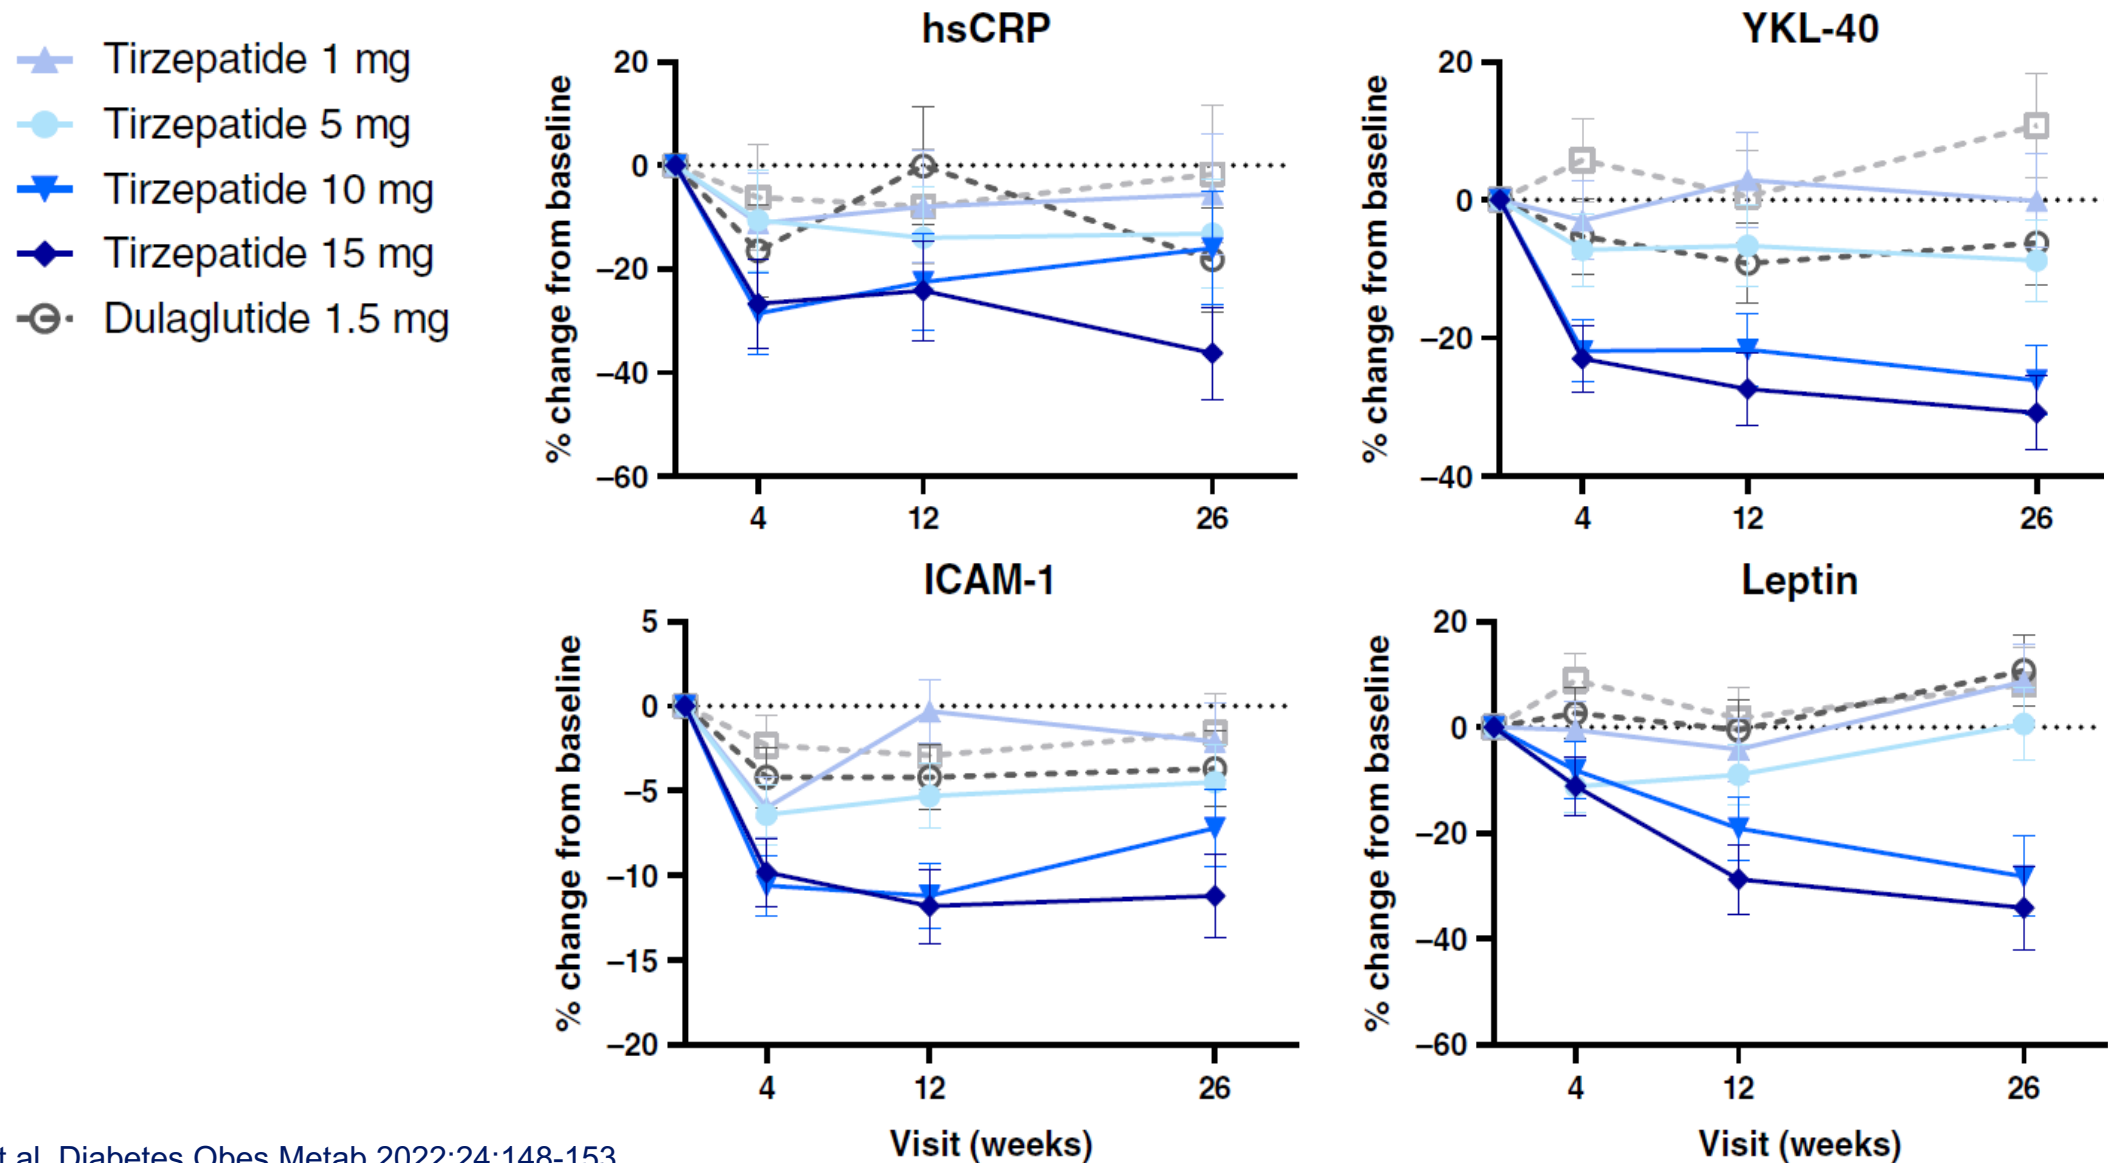 Tirzepatide 1 mg
Tirzepatide 5 mg
Tirzepatide 10 mg
Tirzepatide 15 mg
Dulaglutide 1.5 mg
hsCRP
% change from baseline
20
0
–20
–40
–60
4 12 26
YKL-40
% change from baseline
20
0
–20
–40
4 12 26
ICAM-1
% change from baseline
5
0
–5
–10
–15
–20
4 12 26
Visit (weeks)
Leptin
% change from baseline
20
0
–20
–40
–60
4 12 26
Visit (weeks)
al. Diabetes Obes Metab 2022;24:148-153